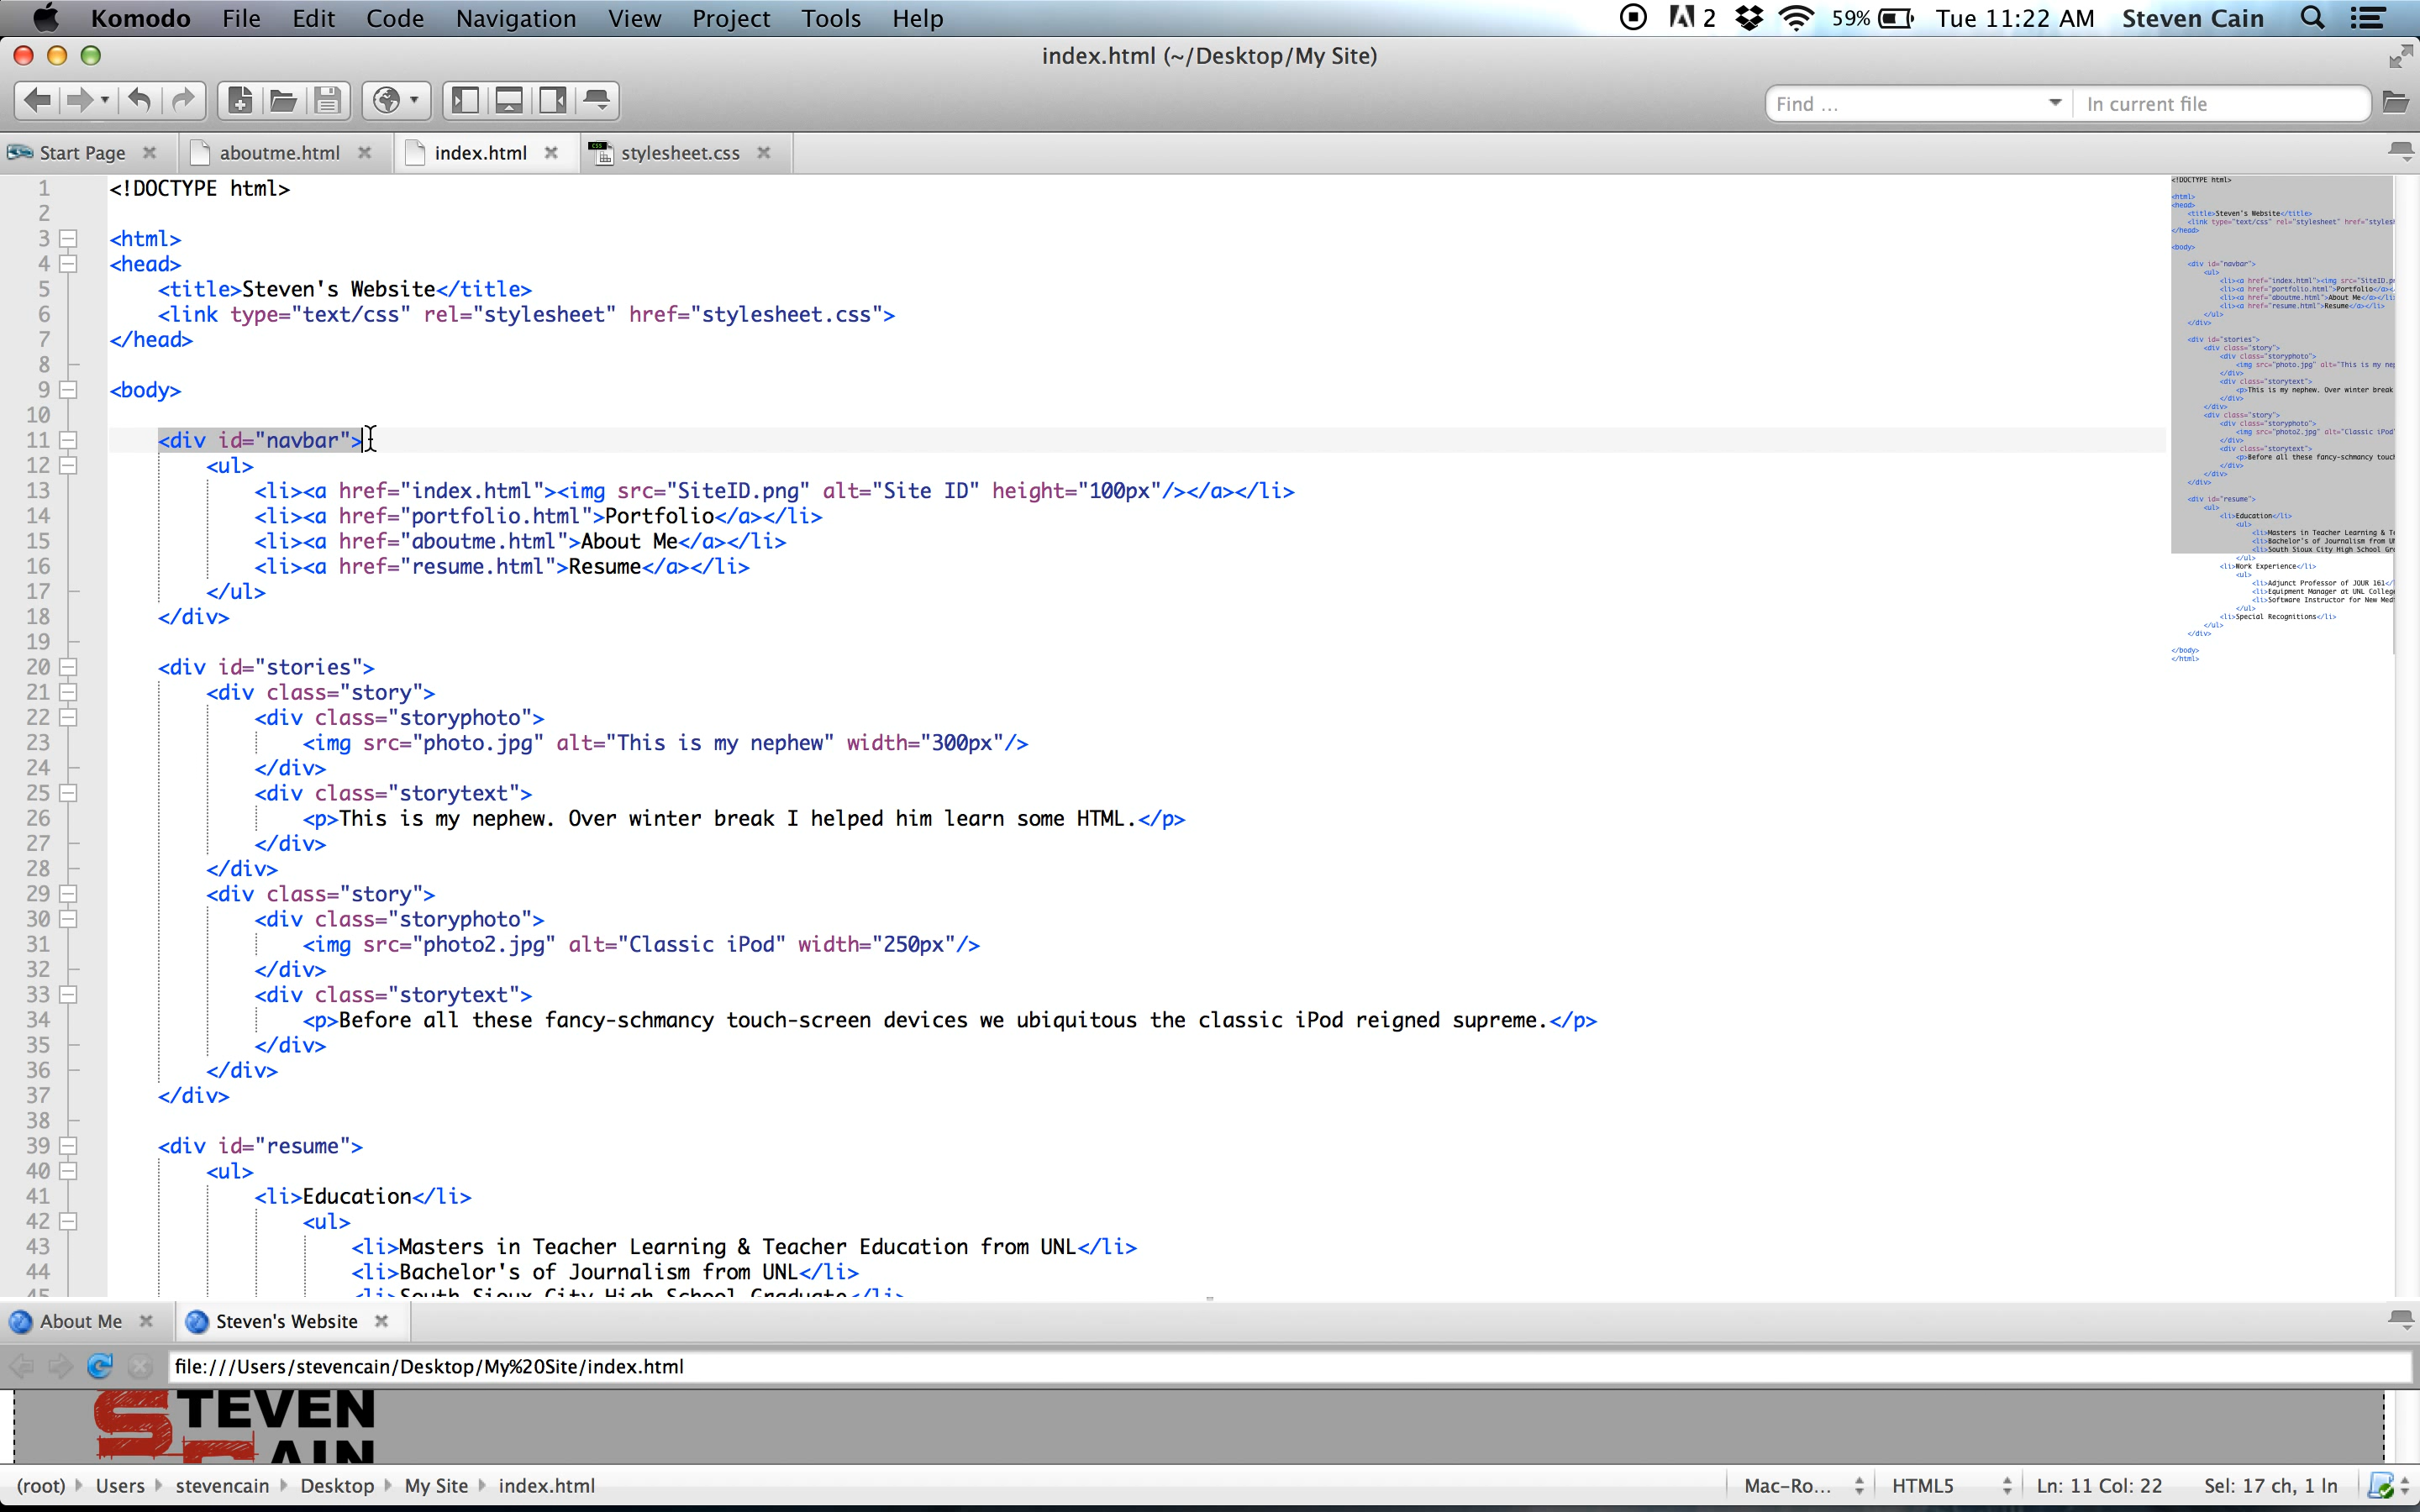 Komodo File Edit Code Navigation View Project Tools Help 2 59% Tue 11:22 AM Steven Cain
index.html (~/Desktop/My Site)
Find ... In current file
Start Page aboutme.html index.html stylesheet.css
1 <!DOCTYPE html>
2
3 <html>
4 <head>
5 <title>Steven's Website</title>
6 <link type="text/css" rel="stylesheet" href="stylesheet.css">
7 </head>
8
9 <body>
10
11 <div id="navbar">
12 <ul>
13 <li><a href="index.html"><img src="SiteID.png" alt="Site ID" height="100px"/></a></li>
14 <li><a href="portfolio.html">Portfolio</a></li>
15 <li><a href="aboutme.html">About Me</a></li>
16 <li><a href="resume.html">Resume</a></li>
17 </ul>
18 </div>
19
20 <div id="stories">
21 <div class="story">
22 <div class="storyphoto">
23 <img src="photo.jpg" alt="This is my nephew" width="300px"/>
24 </div>
25 <div class="storytext">
26 <p>This is my nephew. Over winter break I helped him learn some HTML.</p>
27 </div>
28 </div>
29 <div class="story">
30 <div class="storyphoto">
31 <img src="photo2.jpg" alt="Classic iPod" width="250px"/>
32 </div>
33 <div class="storytext">
34 <p>Before all these fancy-schmancy touch-screen devices we ubiquitous the classic iPod reigned supreme.</p>
35 </div>
36 </div>
37 </div>
38
39 <div id="resume">
40 <ul>
41 <li>Education</li>
42 <ul>
43 <li>Masters in Teacher Learning & Teacher Education from UNL</li>
44 <li>Bachelor's of Journalism from UNL</li>
45 <li>South Sioux City High School Graduate</li>
About Me Steven's Website
file:///Users/stevencain/Desktop/My%20Site/index.html
STEVEN
CAIN
(root) Users stevencain Desktop My Site index.html Mac-Ro... HTML5 Ln: 11 Col: 22 Sel: 17 ch, 1 ln